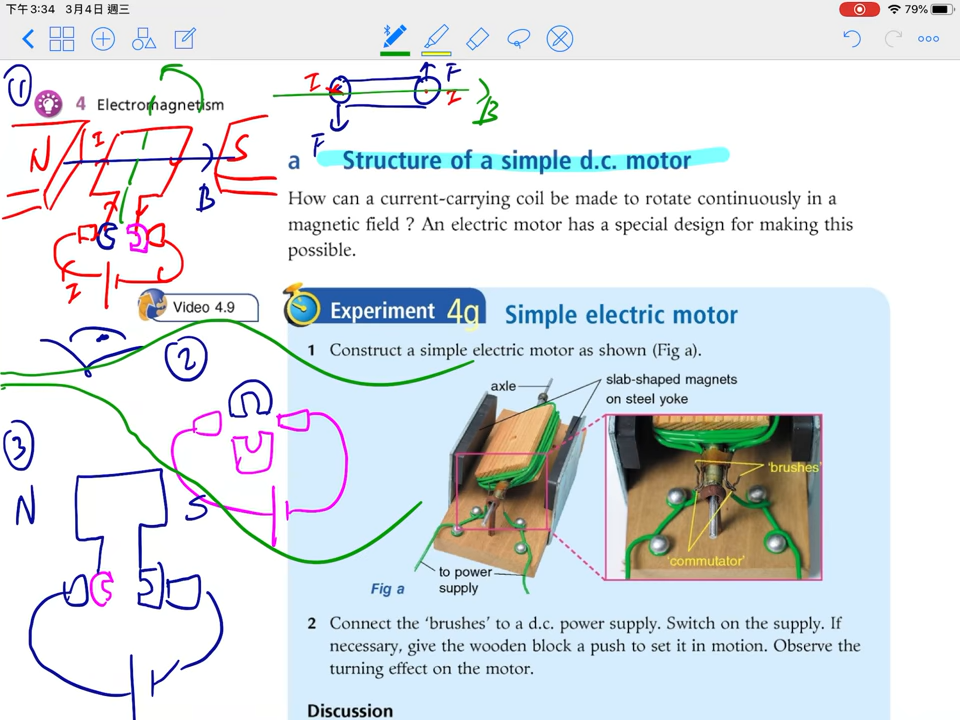 下午3:34 3月4日 週三
79%
①
4 Electromagnetism
I
F
I
B
F
N
I
S
B
I
a Structure of a simple d.c. motor
How can a current-carrying coil be made to rotate continuously in a
magnetic field ? An electric motor has a special design for making this
possible.
Video 4.9
Experiment 4g Simple electric motor
1 Construct a simple electric motor as shown (Fig a).
axle
slab-shaped magnets
on steel yoke
'brushes'
'commutator'
to power
supply
Fig a
②
③
N
S
2 Connect the 'brushes' to a d.c. power supply. Switch on the supply. If
necessary, give the wooden block a push to set it in motion. Observe the
turning effect on the motor.
Discussion